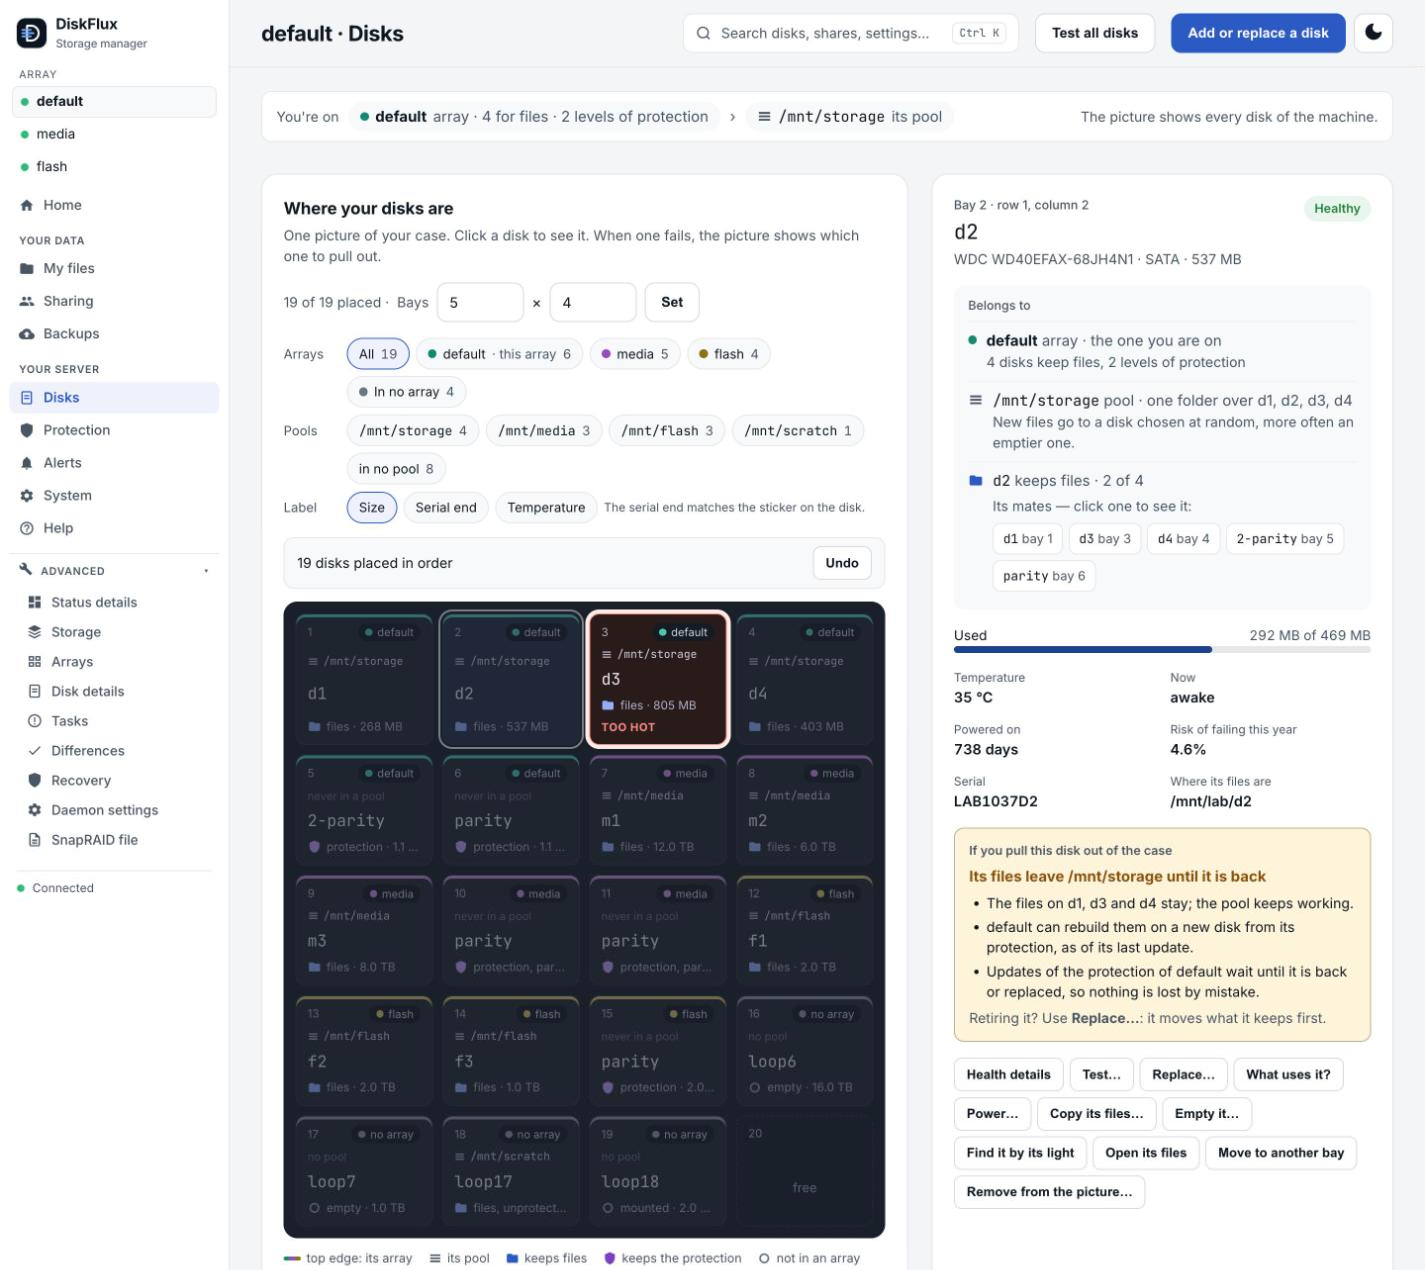 DiskFlux
Storage manager
ARRAY
default
media
flash
Home
YOUR DATA
My files
Sharing
Backups
YOUR SERVER
Disks
Protection
Alerts
System
Help
ADVANCED
Status details
Storage
Arrays
Disk details
Tasks
Differences
Recovery
Daemon settings
SnapRAID file
Connected
default · Disks
Search disks, shares, settings...
Ctrl K
Test all disks
Add or replace a disk
You're on default array · 4 for files · 2 levels of protection › /mnt/storage its pool
The picture shows every disk of the machine.
Where your disks are
One picture of your case. Click a disk to see it. When one fails, the picture shows which
one to pull out.
19 of 19 placed · Bays 5 × 4 Set
Arrays All 19 default · this array 6 media 5 flash 4
In no array 4
Pools /mnt/storage 4 /mnt/media 3 /mnt/flash 3 /mnt/scratch 1
in no pool 8
Label Size Serial end Temperature The serial end matches the sticker on the disk.
19 disks placed in order Undo
1 default
/mnt/storage
d1
files · 268 MB
2 default
/mnt/storage
d2
files · 537 MB
3 default
/mnt/storage
d3
files · 805 MB
TOO HOT
4 default
/mnt/storage
d4
files · 403 MB
5 default
never in a pool
2-parity
protection · 1.1 ...
6 default
never in a pool
parity
protection · 1.1 ...
7 media
/mnt/media
m1
files · 12.0 TB
8 media
/mnt/media
m2
files · 6.0 TB
9 media
/mnt/media
m3
files · 8.0 TB
10 media
never in a pool
parity
protection, par...
11 media
never in a pool
parity
protection, par...
12 flash
/mnt/flash
f1
files · 2.0 TB
13 flash
/mnt/flash
f2
files · 2.0 TB
14 flash
/mnt/flash
f3
files · 1.0 TB
15 flash
never in a pool
parity
protection · 2.0...
16 no array
no pool
loop6
empty · 16.0 TB
17 no array
no pool
loop7
empty · 1.0 TB
18 no array
/mnt/scratch
loop17
files, unprotect...
19 no array
no pool
loop18
mounted · 2.0 ...
20
free
top edge: its array its pool keeps files keeps the protection not in an array
Bay 2 · row 1, column 2
Healthy
d2
WDC WD40EFAX-68JH4N1 · SATA · 537 MB
Belongs to
default array · the one you are on
4 disks keep files, 2 levels of protection
/mnt/storage pool · one folder over d1, d2, d3, d4
New files go to a disk chosen at random, more often an
emptier one.
d2 keeps files · 2 of 4
Its mates — click one to see it:
d1 bay 1 d3 bay 3 d4 bay 4 2-parity bay 5
parity bay 6
Used 292 MB of 469 MB
Temperature Now
35 °C awake
Powered on Risk of failing this year
738 days 4.6%
Serial Where its files are
LAB1037D2 /mnt/lab/d2
If you pull this disk out of the case
Its files leave /mnt/storage until it is back
• The files on d1, d3 and d4 stay; the pool keeps working.
• default can rebuild them on a new disk from its
protection, as of its last update.
• Updates of the protection of default wait until it is back
or replaced, so nothing is lost by mistake.
Retiring it? Use Replace...: it moves what it keeps first.
Health details Test... Replace... What uses it?
Power... Copy its files... Empty it...
Find it by its light Open its files Move to another bay
Remove from the picture...